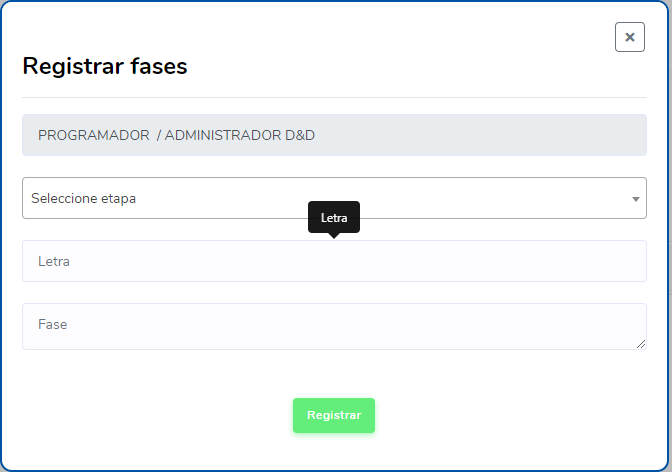 Registrar fases
PROGRAMADOR / ADMINISTRADOR D&D
Seleccione etapa
Letra
Letra
Fase
Registrar